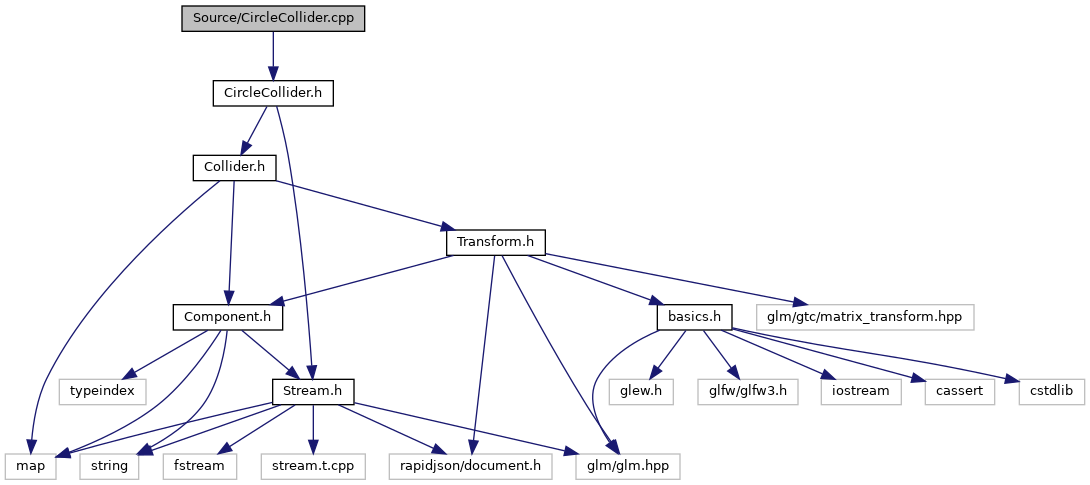 Source/CircleCollider.cpp
CircleCollider.h
Collider.h
Transform.h
Component.h
basics.h
glm/gtc/matrix_transform.hpp
typeindex
Stream.h
glew.h
glfw/glfw3.h
iostream
cassert
cstdlib
map
string
fstream
stream.t.cpp
rapidjson/document.h
glm/glm.hpp